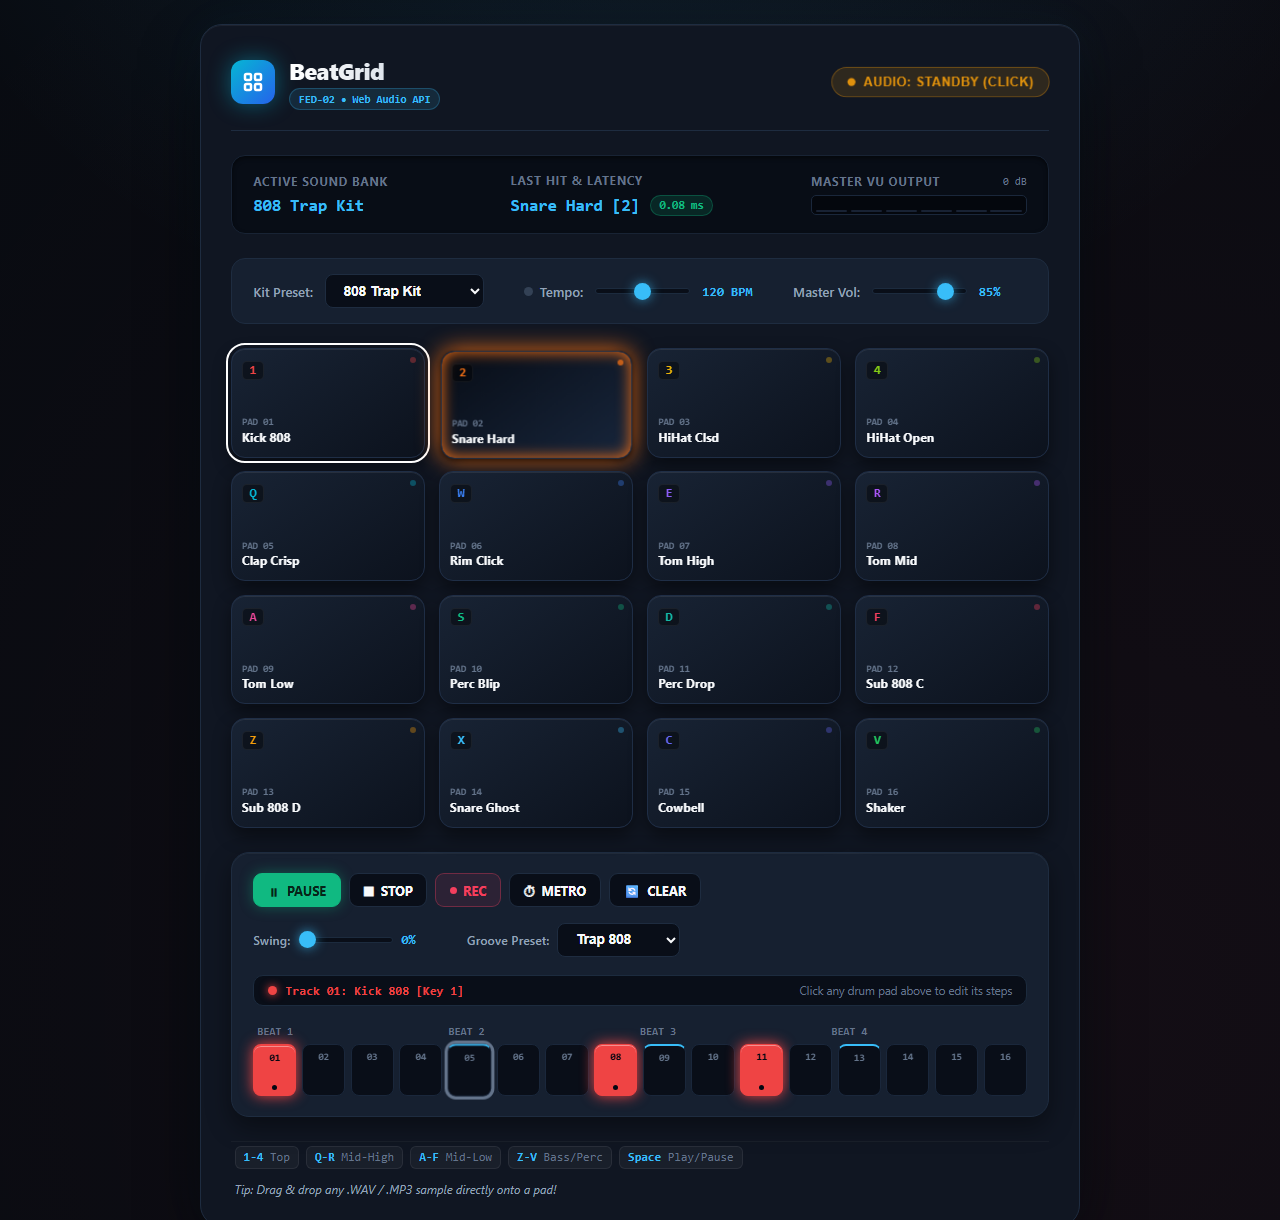 BeatGrid
FED-02 • Web Audio API
AUDIO: STANDBY (CLICK)
ACTIVE SOUND BANK
808 Trap Kit
LAST HIT & LATENCY
Snare Hard [2] 0.08 ms
MASTER VU OUTPUT 0 dB
Kit Preset: 808 Trap Kit Tempo: 120 BPM Master Vol: 85%
1
PAD 01
Kick 808
2
PAD 02
Snare Hard
3
PAD 03
HiHat Clsd
4
PAD 04
HiHat Open
Q
PAD 05
Clap Crisp
W
PAD 06
Rim Click
E
PAD 07
Tom High
R
PAD 08
Tom Mid
A
PAD 09
Tom Low
S
PAD 10
Perc Blip
D
PAD 11
Perc Drop
F
PAD 12
Sub 808 C
Z
PAD 13
Sub 808 D
X
PAD 14
Snare Ghost
C
PAD 15
Cowbell
V
PAD 16
Shaker
PAUSE STOP REC METRO CLEAR
Swing: 0% Groove Preset: Trap 808
Track 01: Kick 808 [Key 1] Click any drum pad above to edit its steps
BEAT 1 BEAT 2 BEAT 3 BEAT 4
01 02 03 04 05 06 07 08 09 10 11 12 13 14 15 16
1-4 Top Q-R Mid-High A-F Mid-Low Z-V Bass/Perc Space Play/Pause
Tip: Drag & drop any .WAV / .MP3 sample directly onto a pad!